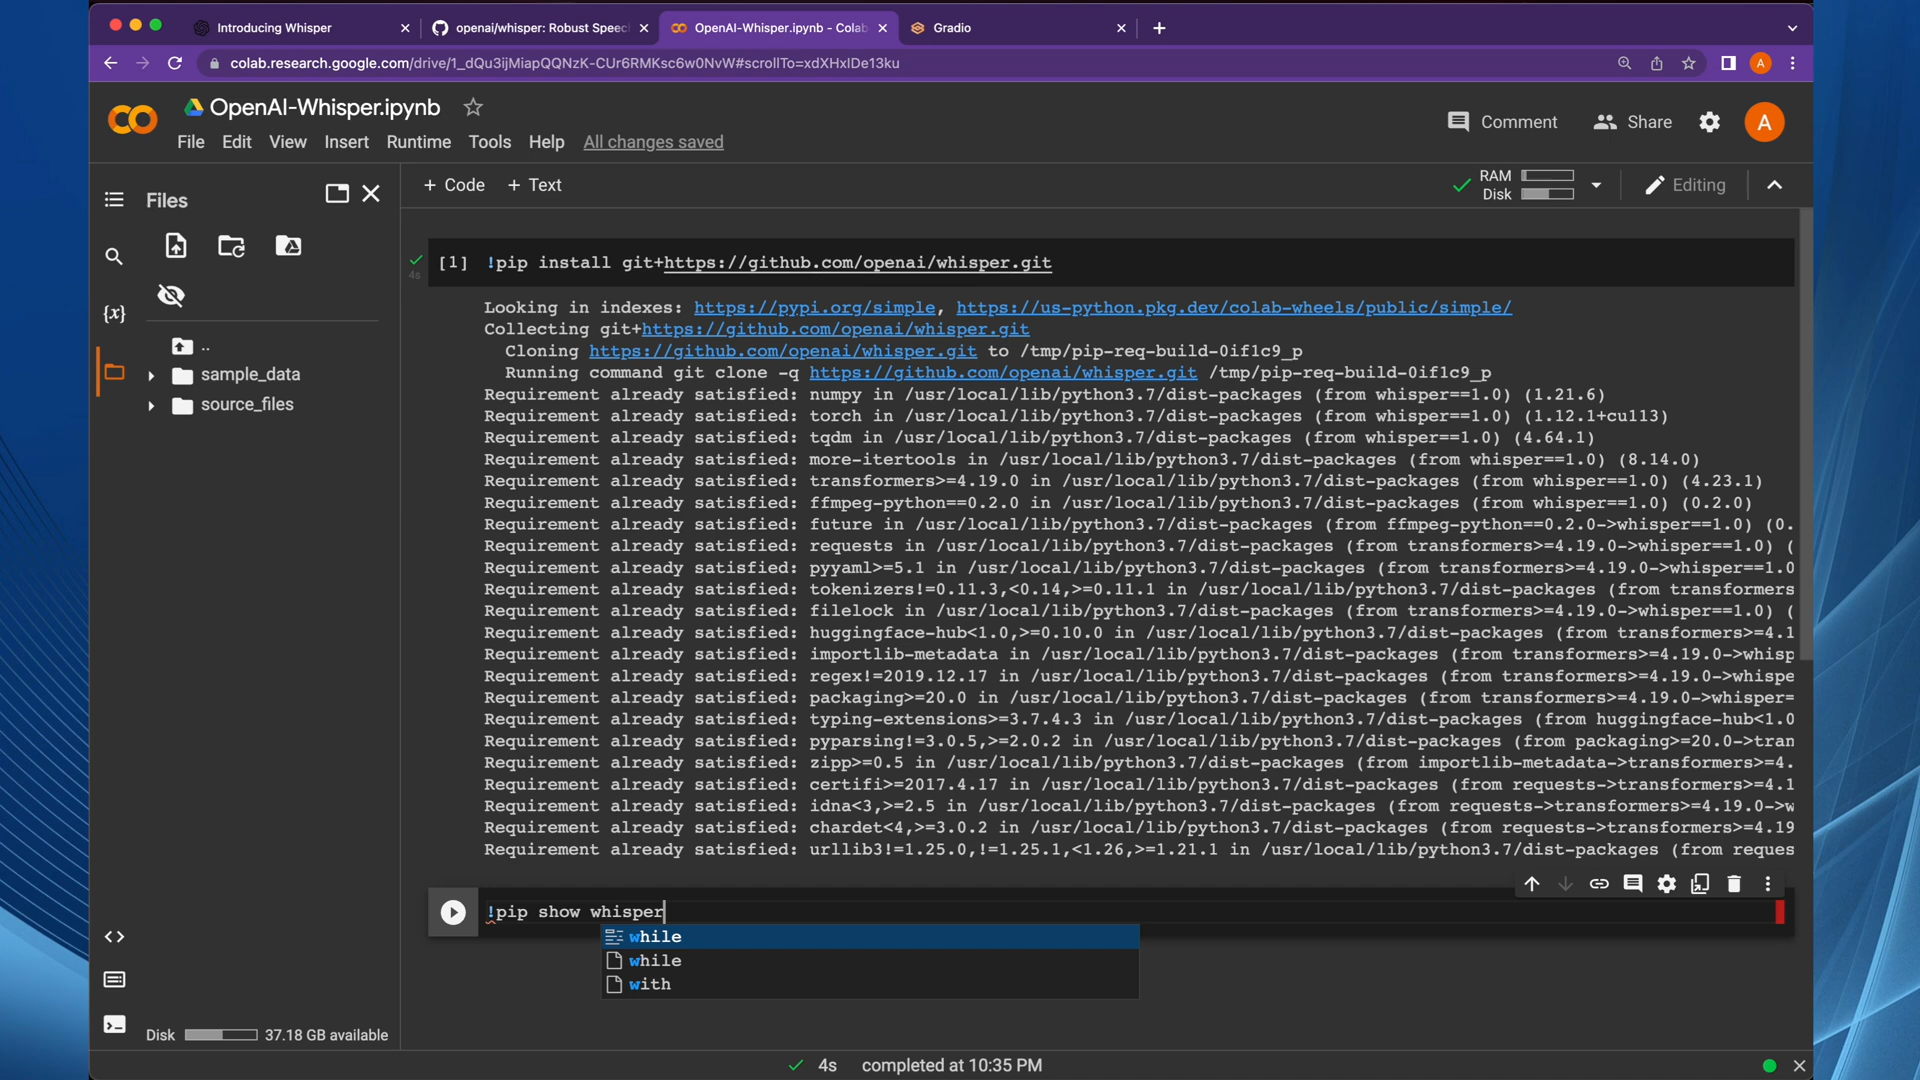 Introducing Whisper
openai/whisper: Robust Speec
OpenAI-Whisper.ipynb - Colab
Gradio
colab.research.google.com/drive/1_dQu3ijMiapQQNzK-CUr6RMKsc6w0NvW#scrollTo=xdXHxlDe13ku
A
OpenAI-Whisper.ipynb
File Edit View Insert Runtime Tools Help All changes saved
Comment
Share
A
Files
+ Code + Text
RAM
Disk
Editing
..
sample_data
source_files
{x}
4s
[1] !pip install git+https://github.com/openai/whisper.git
Looking in indexes: https://pypi.org/simple, https://us-python.pkg.dev/colab-wheels/public/simple/
Collecting git+https://github.com/openai/whisper.git
Cloning https://github.com/openai/whisper.git to /tmp/pip-req-build-0if1c9_p
Running command git clone -q https://github.com/openai/whisper.git /tmp/pip-req-build-0if1c9_p
Requirement already satisfied: numpy in /usr/local/lib/python3.7/dist-packages (from whisper==1.0) (1.21.6)
Requirement already satisfied: torch in /usr/local/lib/python3.7/dist-packages (from whisper==1.0) (1.12.1+cu113)
Requirement already satisfied: tqdm in /usr/local/lib/python3.7/dist-packages (from whisper==1.0) (4.64.1)
Requirement already satisfied: more-itertools in /usr/local/lib/python3.7/dist-packages (from whisper==1.0) (8.14.0)
Requirement already satisfied: transformers>=4.19.0 in /usr/local/lib/python3.7/dist-packages (from whisper==1.0) (4.23.1)
Requirement already satisfied: ffmpeg-python==0.2.0 in /usr/local/lib/python3.7/dist-packages (from whisper==1.0) (0.2.0)
Requirement already satisfied: future in /usr/local/lib/python3.7/dist-packages (from ffmpeg-python==0.2.0->whisper==1.0) (0.
Requirement already satisfied: requests in /usr/local/lib/python3.7/dist-packages (from transformers>=4.19.0->whisper==1.0) (
Requirement already satisfied: pyyaml>=5.1 in /usr/local/lib/python3.7/dist-packages (from transformers>=4.19.0->whisper==1.0
Requirement already satisfied: tokenizers!=0.11.3,<0.14,>=0.11.1 in /usr/local/lib/python3.7/dist-packages (from transformers
Requirement already satisfied: filelock in /usr/local/lib/python3.7/dist-packages (from transformers>=4.19.0->whisper==1.0) (
Requirement already satisfied: huggingface-hub<1.0,>=0.10.0 in /usr/local/lib/python3.7/dist-packages (from transformers>=4.1
Requirement already satisfied: importlib-metadata in /usr/local/lib/python3.7/dist-packages (from transformers>=4.19.0->whisp
Requirement already satisfied: regex!=2019.12.17 in /usr/local/lib/python3.7/dist-packages (from transformers>=4.19.0->whispe
Requirement already satisfied: packaging>=20.0 in /usr/local/lib/python3.7/dist-packages (from transformers>=4.19.0->whisper=
Requirement already satisfied: typing-extensions>=3.7.4.3 in /usr/local/lib/python3.7/dist-packages (from huggingface-hub<1.0
Requirement already satisfied: pyparsing!=3.0.5,>=2.0.2 in /usr/local/lib/python3.7/dist-packages (from packaging>=20.0->tran
Requirement already satisfied: zipp>=0.5 in /usr/local/lib/python3.7/dist-packages (from importlib-metadata->transformers>=4.
Requirement already satisfied: certifi>=2017.4.17 in /usr/local/lib/python3.7/dist-packages (from requests->transformers>=4.1
Requirement already satisfied: idna<3,>=2.5 in /usr/local/lib/python3.7/dist-packages (from requests->transformers>=4.19.0->w
Requirement already satisfied: chardet<4,>=3.0.2 in /usr/local/lib/python3.7/dist-packages (from requests->transformers>=4.19
Requirement already satisfied: urllib3!=1.25.0,!=1.25.1,<1.26,>=1.21.1 in /usr/local/lib/python3.7/dist-packages (from reques
!pip show whisper
while
while
with
Disk 37.18 GB available
4s completed at 10:35 PM